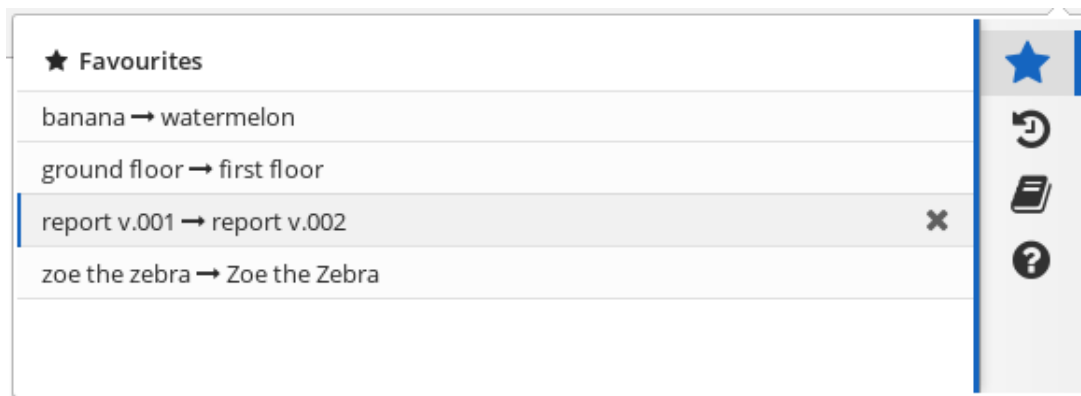 Favourites
banana → watermelon
ground floor → first floor
report v.001 → report v.002
zoe the zebra → Zoe the Zebra